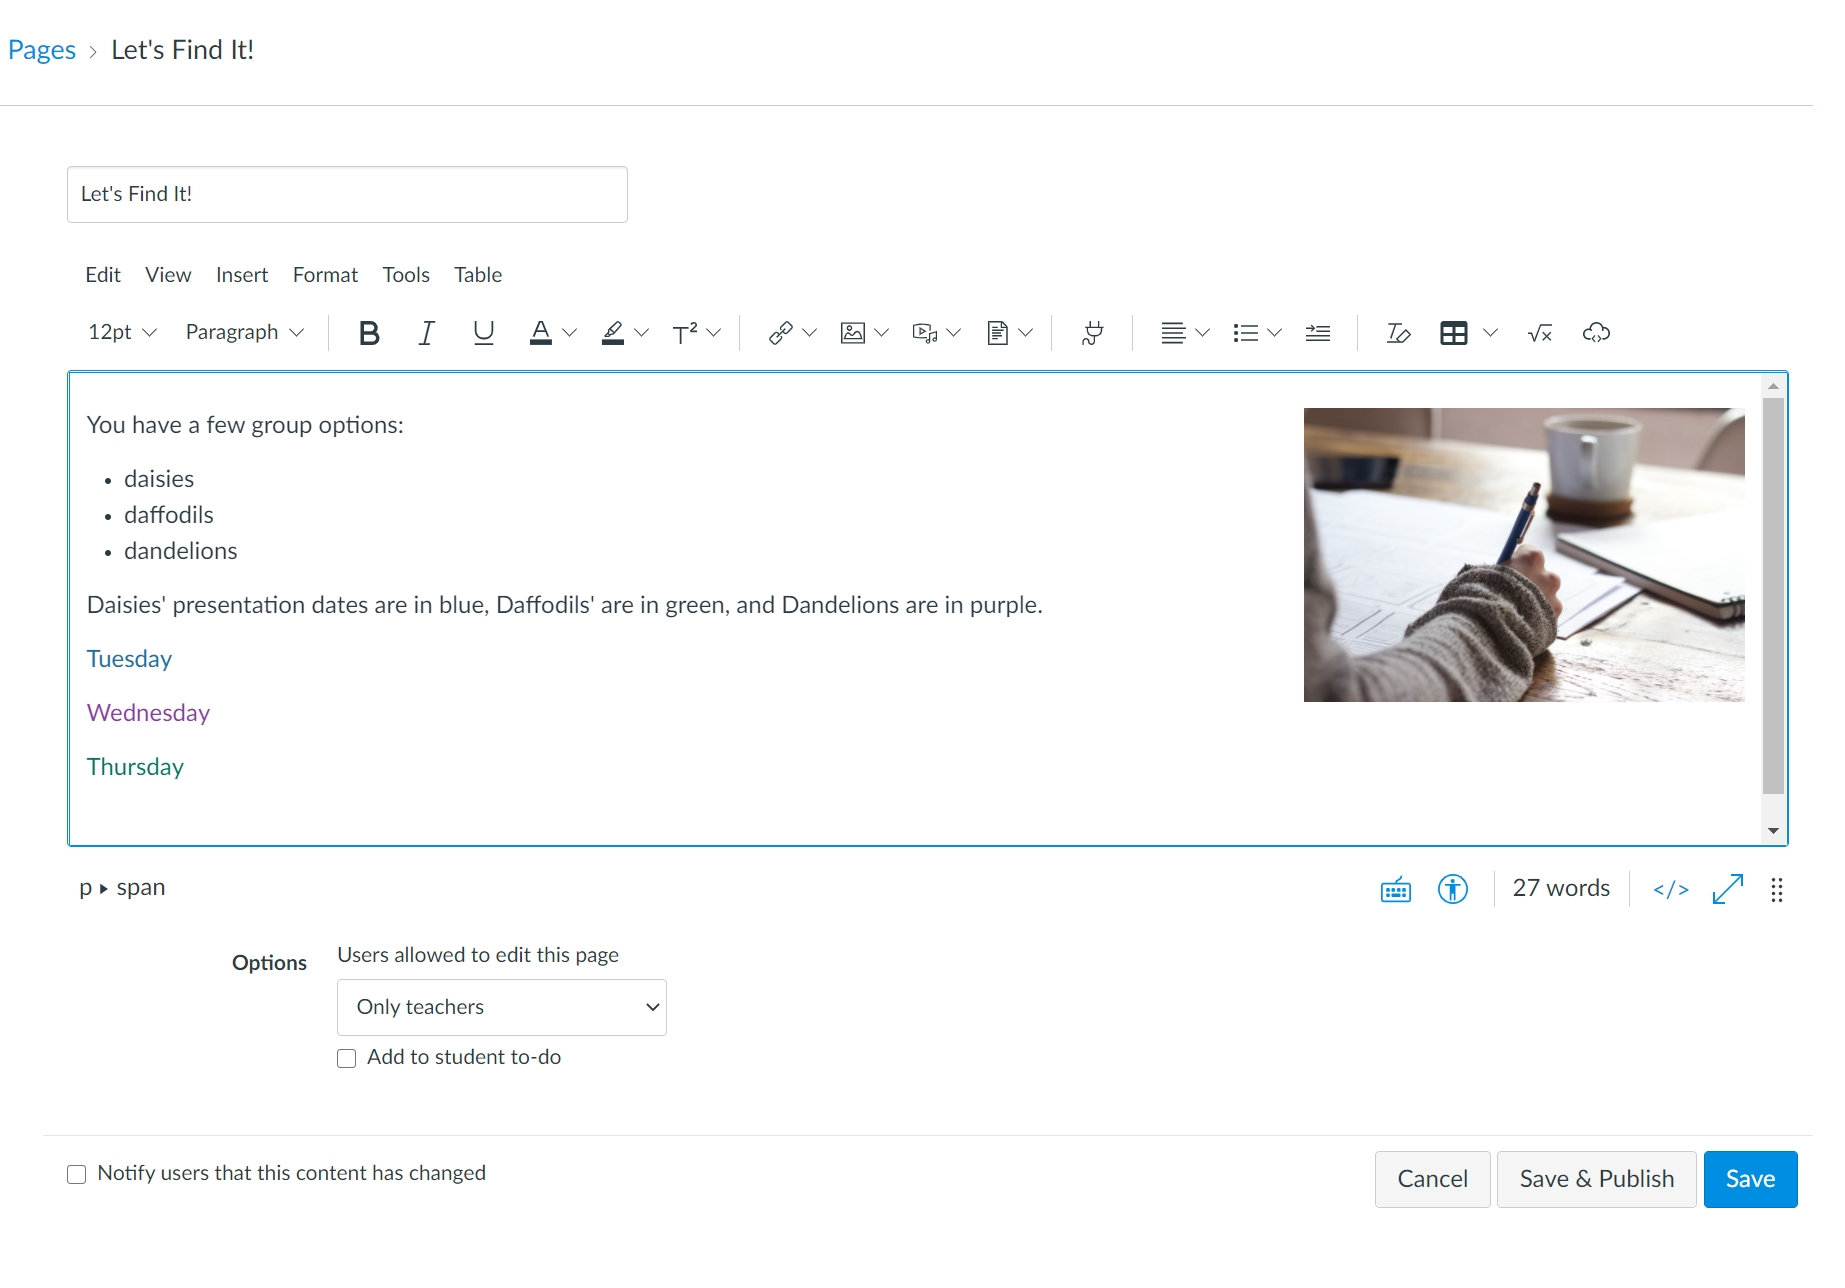 Pages > Let's Find It!
Let's Find It!
Edit View Insert Format Tools Table
12pt Paragraph B I U A T²  √x
You have a few group options:
• daisies
• daffodils
• dandelions
Daisies' presentation dates are in blue, Daffodils' are in green, and Dandelions are in purple.
Tuesday
Wednesday
Thursday
p ▸ span 27 words </>
Options Users allowed to edit this page
Only teachers
Add to student to-do
Notify users that this content has changed Cancel Save & Publish Save